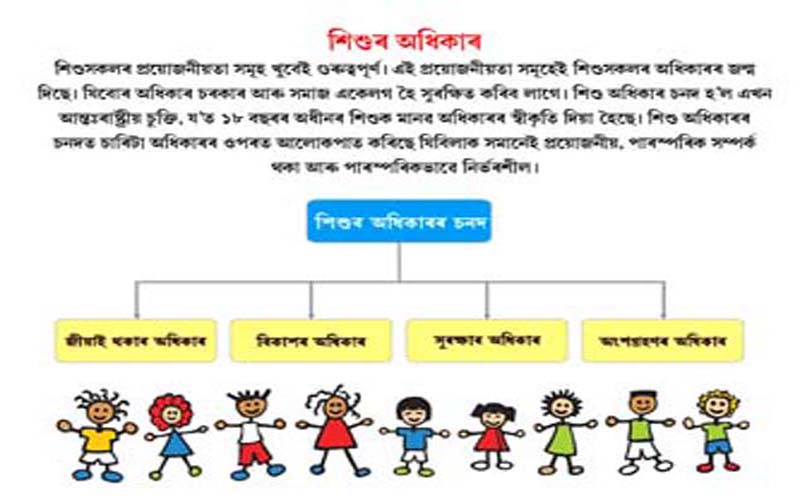 শিশুৰ অধিকাৰ
শিশুসকলৰ প্ৰয়োজনীয়তা সমূহ খুবেই গুৰুত্বপূৰ্ণ। এই প্ৰয়োজনীয়তা সমূহেই শিশুসকলৰ অধিকাৰৰ জন্ম
দিছে। যিবোৰ অধিকাৰ চৰকাৰ আৰু সমাজ একেলগ হৈ সুৰক্ষিত কৰিব লাগে। শিশু অধিকাৰ চনদ হ'ল এখন
আন্তঃৰাষ্ট্ৰীয় চুক্তি, য'ত ১৮ বছৰৰ অধীনৰ শিশুক মানৱ অধিকাৰৰ স্বীকৃতি দিয়া হৈছে। শিশু অধিকাৰৰ
চনদত চাৰিটা অধিকাৰৰ ওপৰত আলোকপাত কৰিছে যিবিলাক সমানেই প্ৰয়োজনীয়, পাৰস্পৰিক সম্পৰ্ক
থকা আৰু পাৰস্পৰিকভাবে নিৰ্ভৰশীল।
শিশুৰ অধিকাৰৰ চনদ
জীয়াই থকাৰ অধিকাৰ
বিকাশৰ অধিকাৰ
সুৰক্ষাৰ অধিকাৰ
অংশগ্ৰহণৰ অধিকাৰ